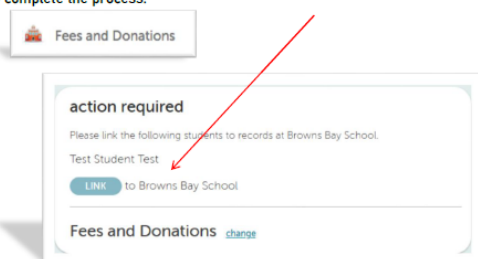 complete the process.
Fees and Donations
action required
Please link the following students to records at Browns Bay School.
Test Student Test
LINK to Browns Bay School
Fees and Donations change